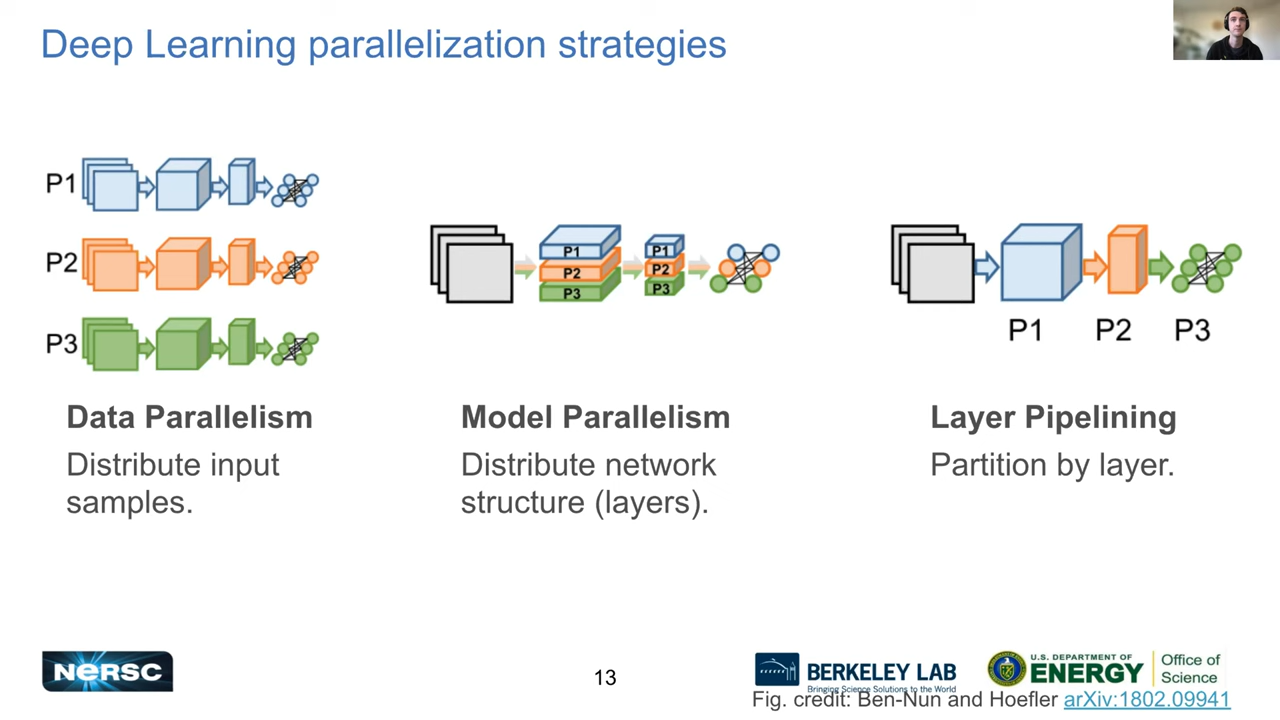 Deep Learning parallelization strategies
P1
P2
P3
P1
P2
P3
P1
P2
P3
P1
P2
P3
Data Parallelism
Distribute input
samples.
Model Parallelism
Distribute network
structure (layers).
Layer Pipelining
Partition by layer.
NERSC
13
BERKELEY LAB
Bringing Science Solutions to the World
U.S. DEPARTMENT OF
ENERGY
Office of
Science
Fig. credit: Ben-Nun and Hoefler arXiv:1802.09941